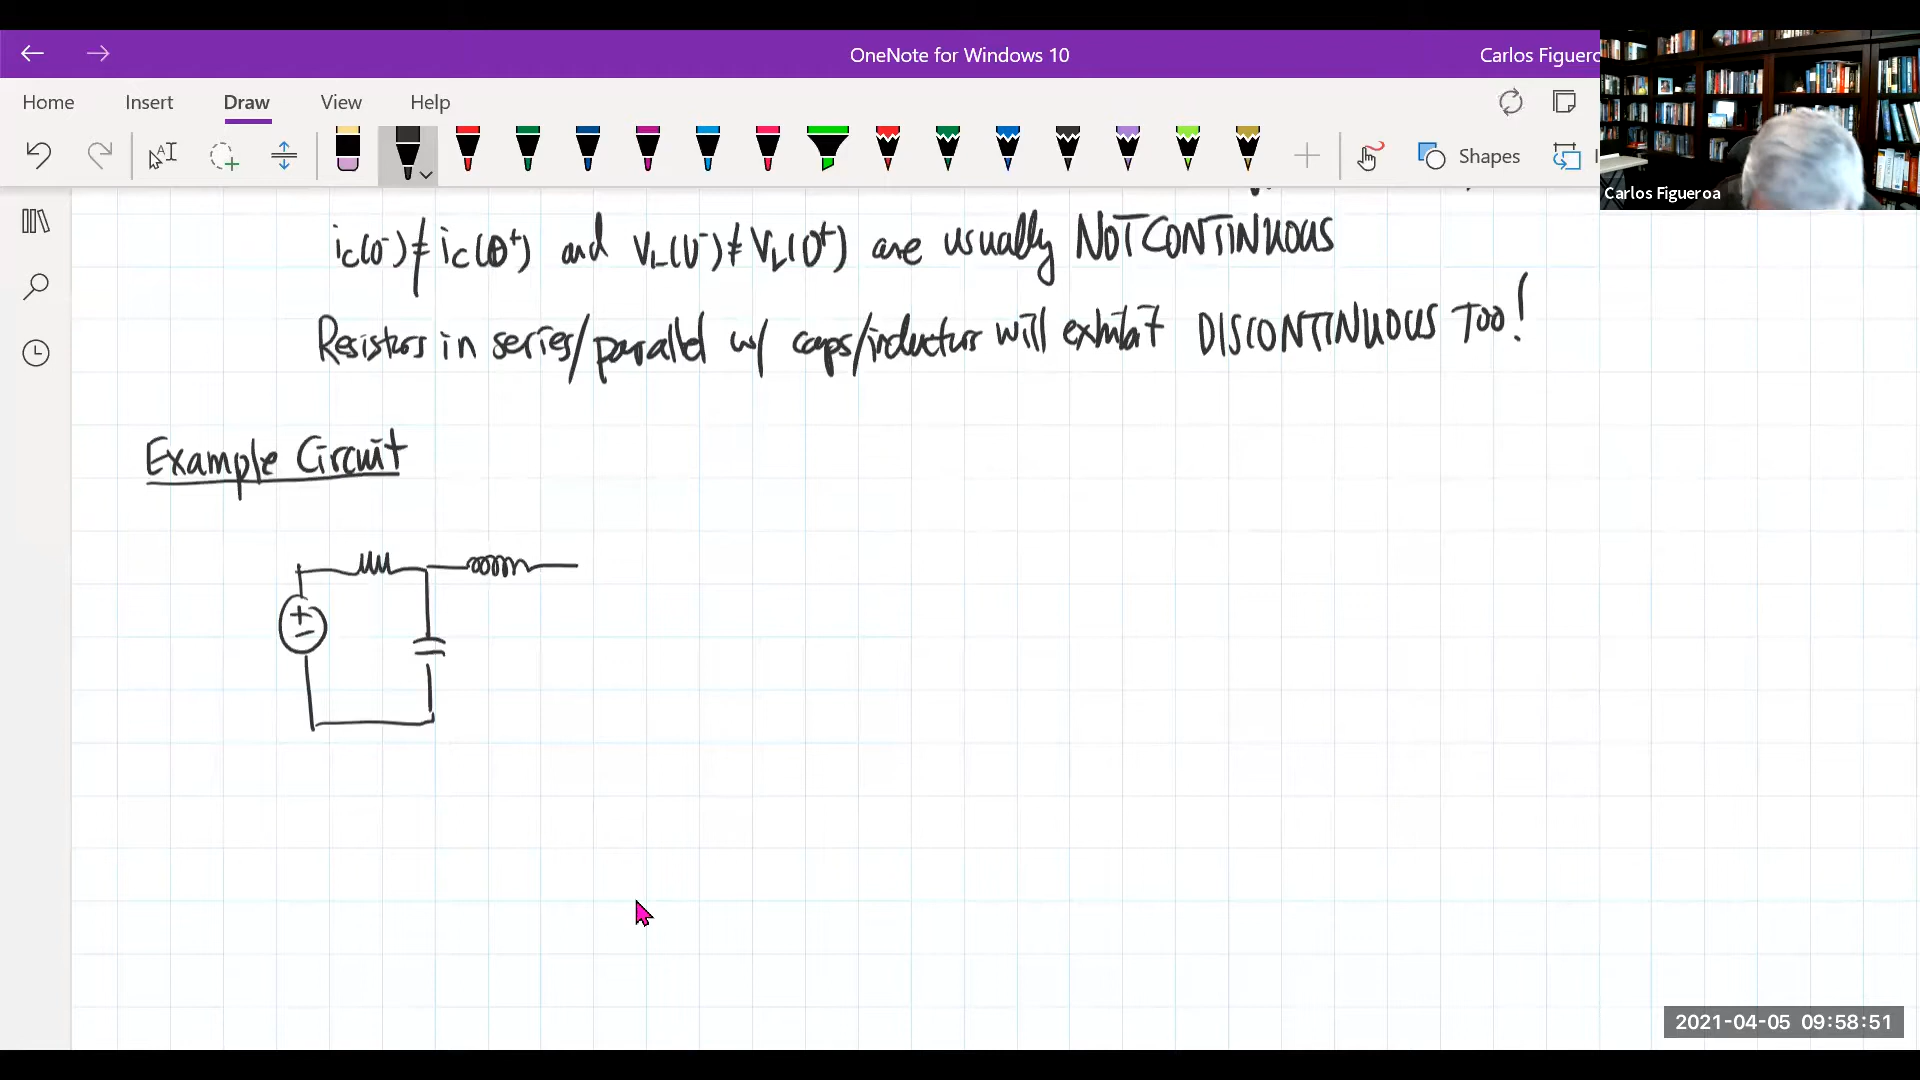 OneNote for Windows 10
Carlos Figuero
Home Insert Draw View Help
Shapes
Carlos Figueroa
ic(0-) ≠ ic(0+) and VL(0-) ≠ VL(0+) are usually NOT CONTINUOUS
Resistors in series/parallel w/ caps/inductors will exhibit DISCONTINUOUS TOO!
Example Circuit
+
−
2021-04-05 09:58:51